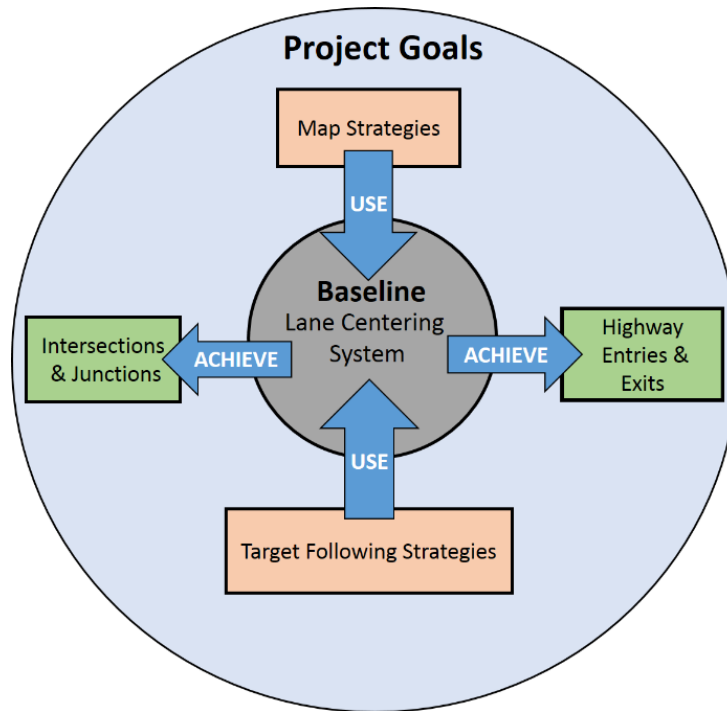 Project Goals
Map Strategies
USE
Baseline
Lane Centering
System
Intersections
& Junctions
ACHIEVE
ACHIEVE
Highway
Entries &
Exits
USE
Target Following Strategies